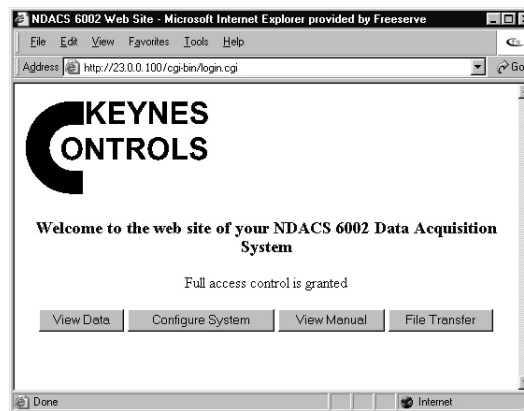 NDACS 6002 Web Site - Microsoft Internet Explorer provided by Freeserve
File Edit View Favorites Tools Help
Address http://23.0.0.100/cgi-bin/login.cgi Go
KEYNES
CONTROLS
Welcome to the web site of your NDACS 6002 Data Acquisition
System
Full access control is granted
View Data Configure System View Manual File Transfer
Done Internet